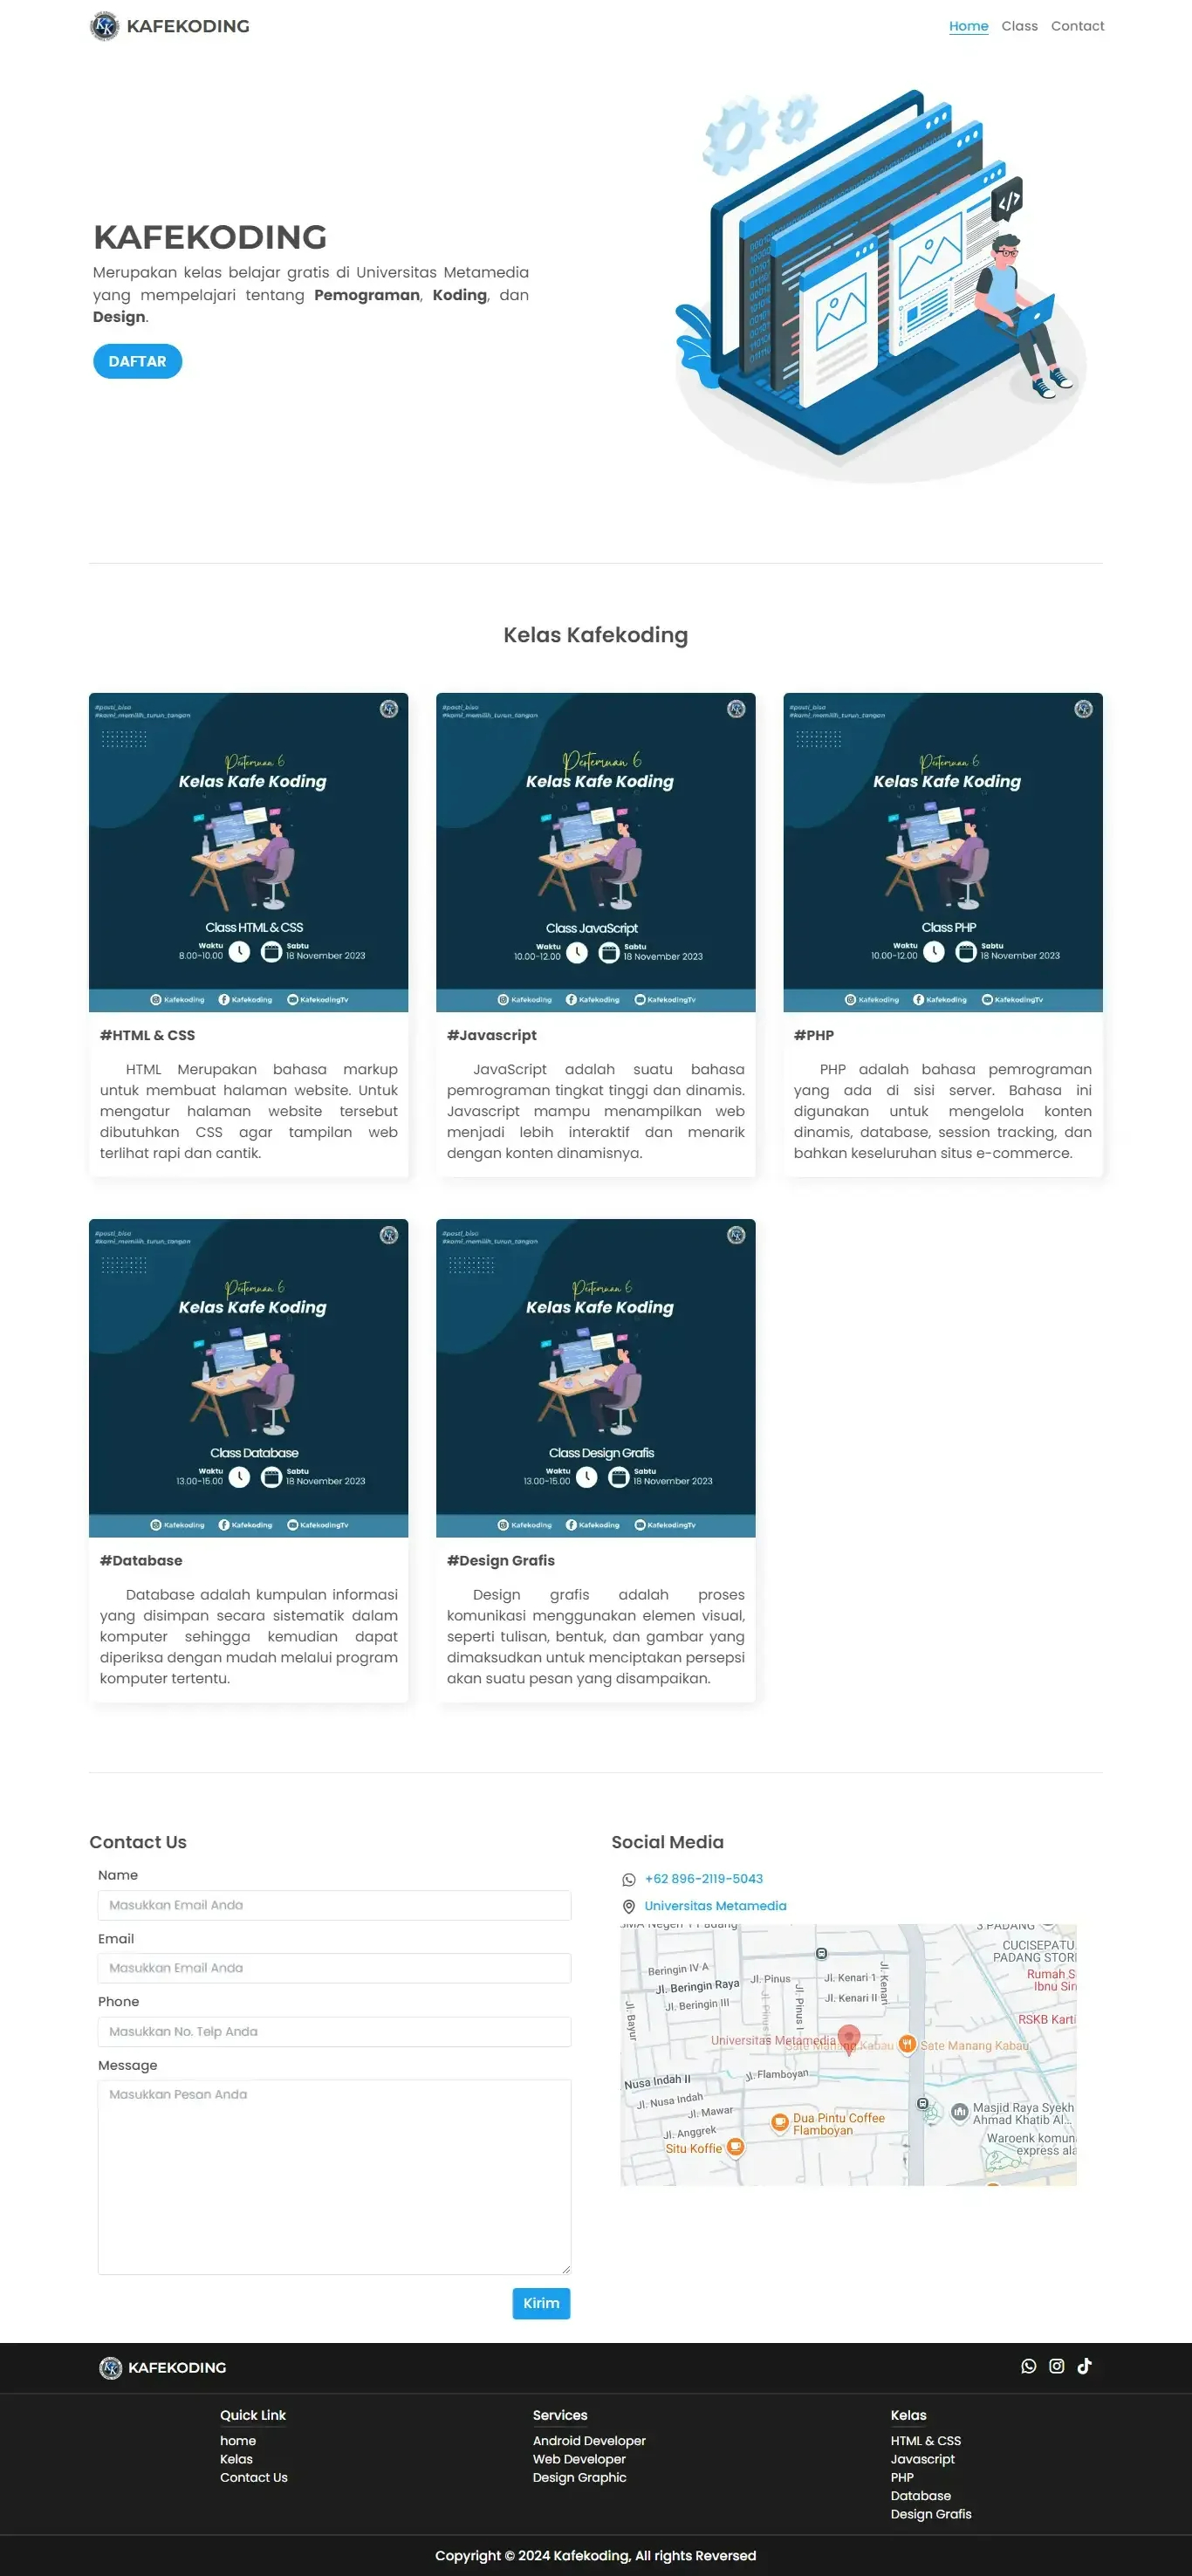 KAFEKODING
Home Class Contact
KAFEKODING
Merupakan kelas belajar gratis di Universitas Metamedia
yang mempelajari tentang Pemograman, Koding, dan
Design.
DAFTAR
Kelas Kafekoding
#pasti_bisa
#kami_memilih_turun_tangan
Pertemuan 6
Kelas Kafe Koding
Class HTML & CSS
Waktu
8.00-10.00
Sabtu
18 November 2023
Kafekoding Kafekoding KafekodingTv
#HTML & CSS
HTML Merupakan bahasa markup
untuk membuat halaman website. Untuk
mengatur halaman website tersebut
dibutuhkan CSS agar tampilan web
terlihat rapi dan cantik.
#pasti_bisa
#kami_memilih_turun_tangan
Pertemuan 6
Kelas Kafe Koding
Class JavaScript
Waktu
10.00-12.00
Sabtu
18 November 2023
Kafekoding Kafekoding KafekodingTv
#Javascript
JavaScript adalah suatu bahasa
pemrograman tingkat tinggi dan dinamis.
Javascript mampu menampilkan web
menjadi lebih interaktif dan menarik
dengan konten dinamisnya.
#pasti_bisa
#kami_memilih_turun_tangan
Pertemuan 6
Kelas Kafe Koding
Class PHP
Waktu
10.00-12.00
Sabtu
18 November 2023
Kafekoding Kafekoding KafekodingTv
#PHP
PHP adalah bahasa pemrograman
yang ada di sisi server. Bahasa ini
digunakan untuk mengelola konten
dinamis, database, session tracking, dan
bahkan keseluruhan situs e-commerce.
#pasti_bisa
#kami_memilih_turun_tangan
Pertemuan 6
Kelas Kafe Koding
Class Database
Waktu
13.00-15.00
Sabtu
18 November 2023
Kafekoding Kafekoding KafekodingTv
#Database
Database adalah kumpulan informasi
yang disimpan secara sistematik dalam
komputer sehingga kemudian dapat
diperiksa dengan mudah melalui program
komputer tertentu.
#pasti_bisa
#kami_memilih_turun_tangan
Pertemuan 6
Kelas Kafe Koding
Class Design Grafis
Waktu
13.00-15.00
Sabtu
18 November 2023
Kafekoding Kafekoding KafekodingTv
#Design Grafis
Design grafis adalah proses
komunikasi menggunakan elemen visual,
seperti tulisan, bentuk, dan gambar yang
dimaksudkan untuk menciptakan persepsi
akan suatu pesan yang disampaikan.
Contact Us
Name
Masukkan Email Anda
Email
Masukkan Email Anda
Phone
Masukkan No. Telp Anda
Message
Masukkan Pesan Anda
Kirim
Social Media
+62 896-2119-5043
Universitas Metamedia
SMA Negeri 1 Padang
S.PADANG
CUCISEPATU
PADANG STOR
Beringin IV A
Jl. Pinus
Jl. Kenari 1
Jl. Kenari
Rumah S
Ibnu Sin
Jl. Beringin Raya
Jl. Kenari II
Jl. Beringin III
Jl. Pinus I
Jl. Pinus II
Jl. Bayur
RSKB Karti
Universitas Metamedia
Sate Manang Kabau
Sate Manang Kabau
Jl. Flamboyan
Nusa Indah II
Jl. Nusa Indah
Jl. Mawar
Masjid Raya Syekh
Ahmad Khatib Al...
Dua Pintu Coffee
Flamboyan
Jl. Anggrek
Situ Koffie
Waroenk komun
express ala
KAFEKODING
Quick Link
home
Kelas
Contact Us
Services
Android Developer
Web Developer
Design Graphic
Kelas
HTML & CSS
Javascript
PHP
Database
Design Grafis
Copyright © 2024 Kafekoding, All rights Reversed